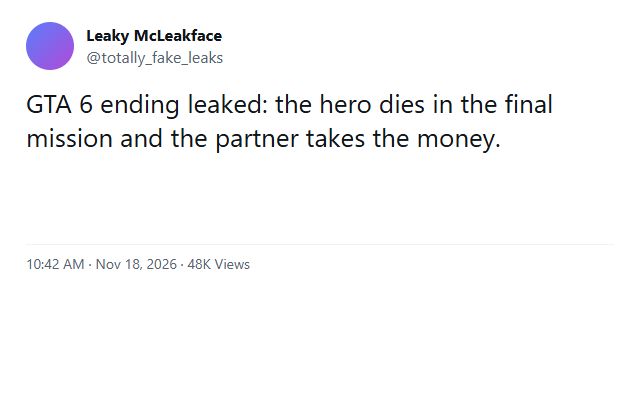 Leaky McLeakface
@totally_fake_leaks
GTA 6 ending leaked: the hero dies in the final
mission and the partner takes the money.
10:42 AM · Nov 18, 2026 · 48K Views